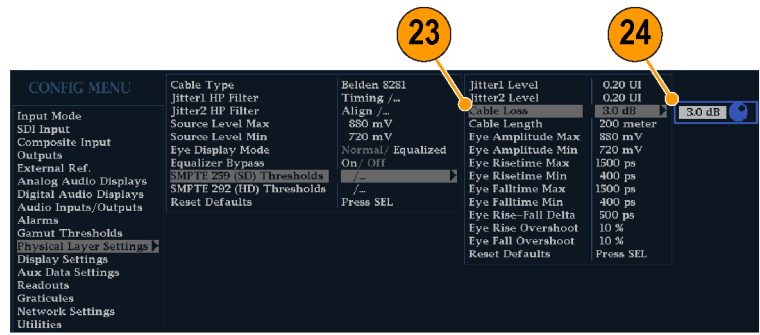 23
24
CONFIG MENU
Input Mode
SDI Input
Composite Input
Outputs
External Ref.
Analog Audio Displays
Digital Audio Displays
Audio Inputs/Outputs
Alarms
Gamut Thresholds
Physical Layer Settings
Display Settings
Aux Data Settings
Readouts
Graticules
Network Settings
Utilities
Cable Type Belden 8281
Jitter1 HP Filter Timing /...
Jitter2 HP Filter Align /...
Source Level Max 880 mV
Source Level Min 720 mV
Eye Display Mode Normal/ Equalized
Equalizer Bypass On/ Off
SMPTE 259 (SD) Thresholds /...
SMPTE 292 (HD) Thresholds /...
Reset Defaults Press SEL
Jitter1 Level 0.20 UI
Jitter2 Level 0.20 UI
Cable Loss 3.0 dB
Cable Length 200 meter
Eye Amplitude Max 880 mV
Eye Amplitude Min 720 mV
Eye Risetime Max 1500 ps
Eye Risetime Min 400 ps
Eye Falltime Max 1500 ps
Eye Falltime Min 400 ps
Eye Rise-Fall Delta 500 ps
Eye Rise Overshoot 10 %
Eye Fall Overshoot 10 %
Reset Defaults Press SEL
3.0 dB